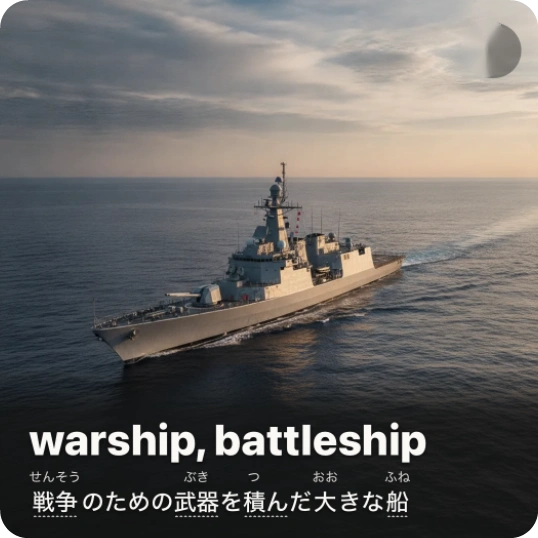 warship, battleship
せんそう ぶき つ おお ふね
戦争のための武器を積んだ大きな船